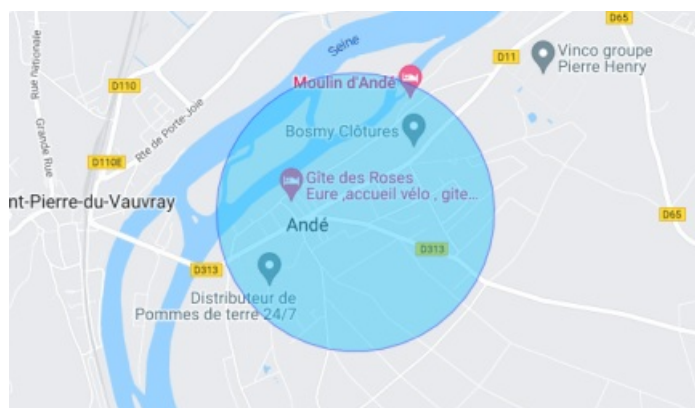 D65
Seine
Rue Nationale
D11
Vinco groupe
Pierre Henry
Moulin d'Andé
D110
Rte de Porte-Joie
Bosmy Clôtures
Grande Rue
D110E
Gîte des Roses
Eure ,accueil vélo , gite...
nt-Pierre-du-Vauvray
D65
Andé
D313
D313
Distributeur de
Pommes de terre 24/7